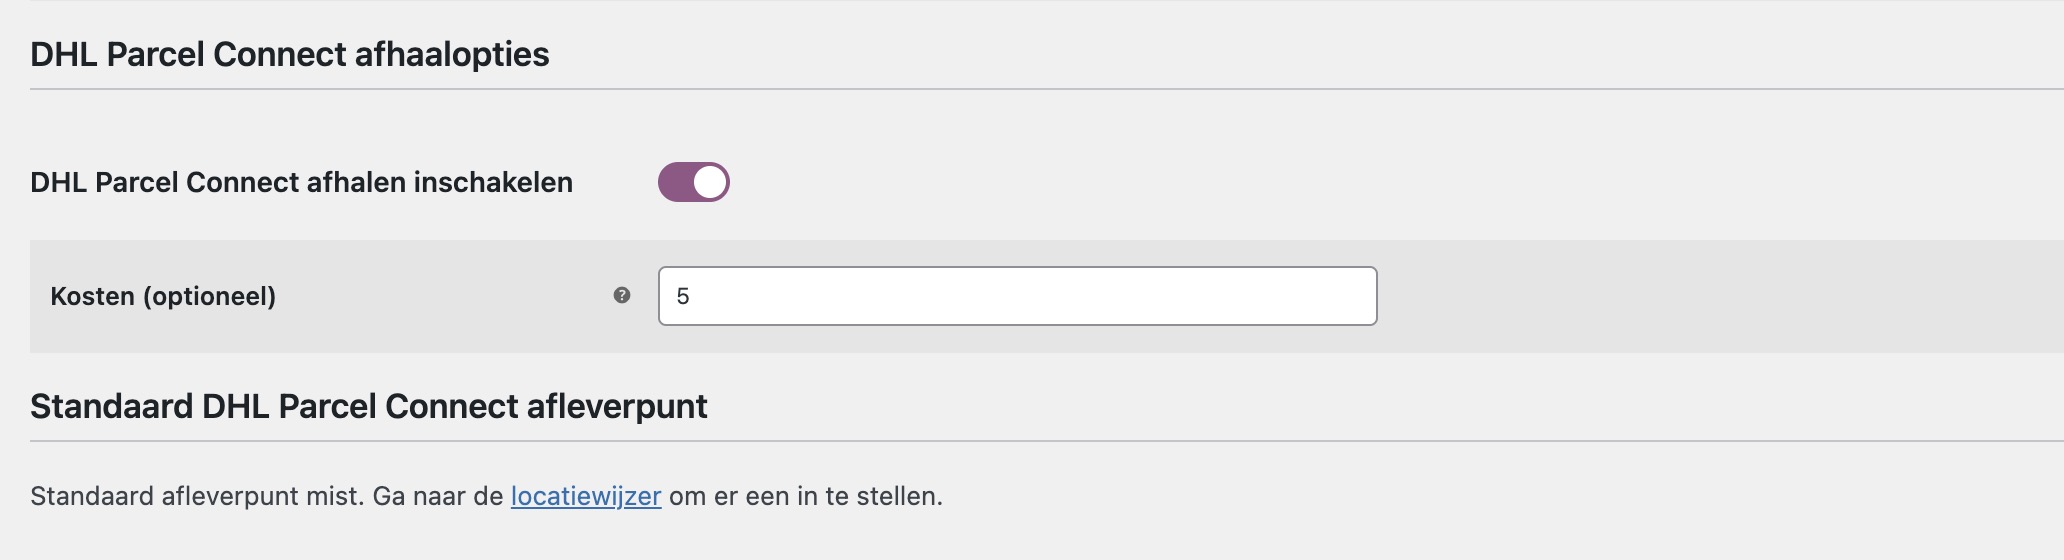 DHL Parcel Connect afhaalopties
DHL Parcel Connect afhalen inschakelen
Kosten (optioneel) ? 5
Standaard DHL Parcel Connect afleverpunt
Standaard afleverpunt mist. Ga naar de locatiewijzer om er een in te stellen.